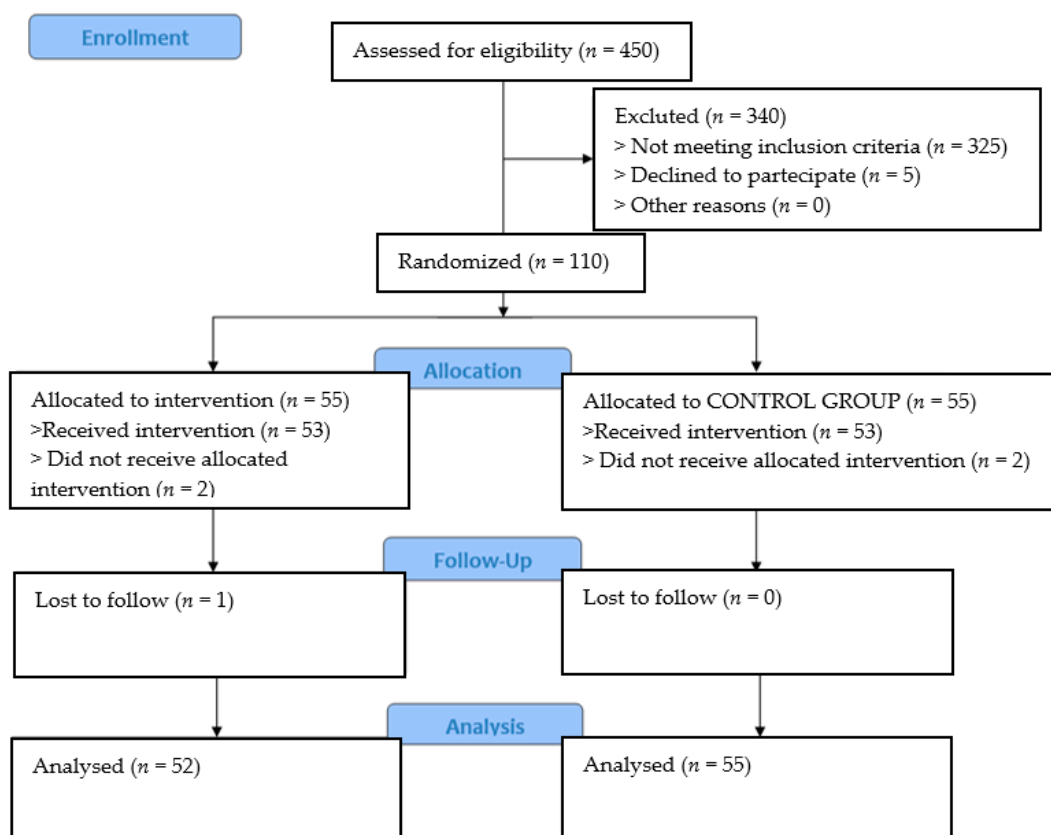 Enrollment
Assessed for eligibility (n = 450)
Excluded (n = 340)
> Not meeting inclusion criteria (n = 325)
> Declined to partecipate (n = 5)
> Other reasons (n = 0)
Randomized (n = 110)
Allocation
Allocated to intervention (n = 55)
>Received intervention (n = 53)
> Did not receive allocated
intervention (n = 2)
Allocated to CONTROL GROUP (n = 55)
>Received intervention (n = 53)
> Did not receive allocated intervention (n = 2)
Follow-Up
Lost to follow (n = 1)
Lost to follow (n = 0)
Analysis
Analysed (n = 52)
Analysed (n = 55)